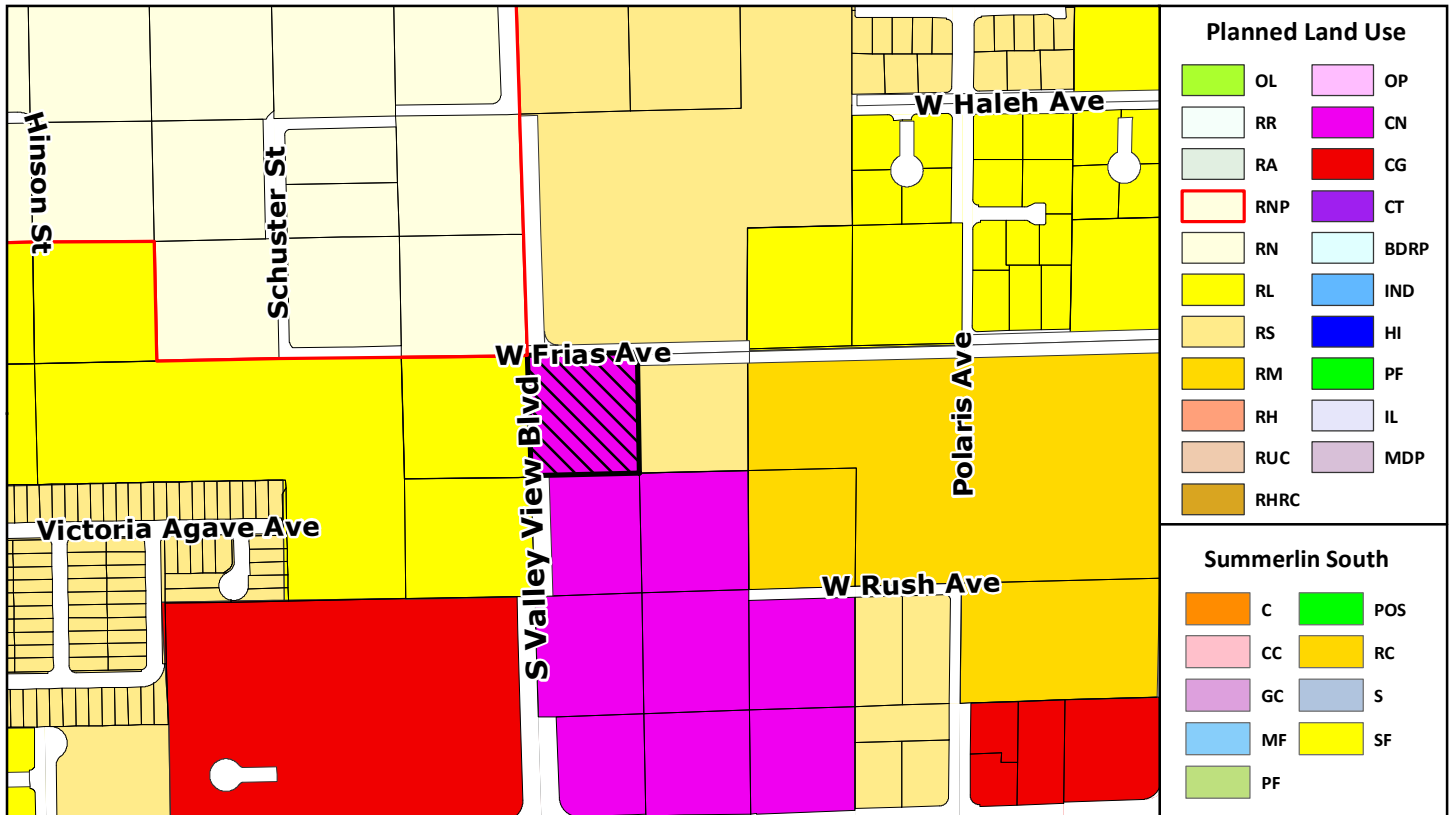 W Haleh Ave
Hinson St
Schuster St
W Frias Ave
Polaris Ave
S Valley View Blvd
Victoria Agave Ave
W Rush Ave
Planned Land Use
OL
OP
RR
CN
RA
CG
RNP
CT
RN
BDRP
RL
IND
RS
HI
RM
PF
RH
IL
RUC
MDP
RHRC
Summerlin South
C
POS
CC
RC
GC
S
MF
SF
PF